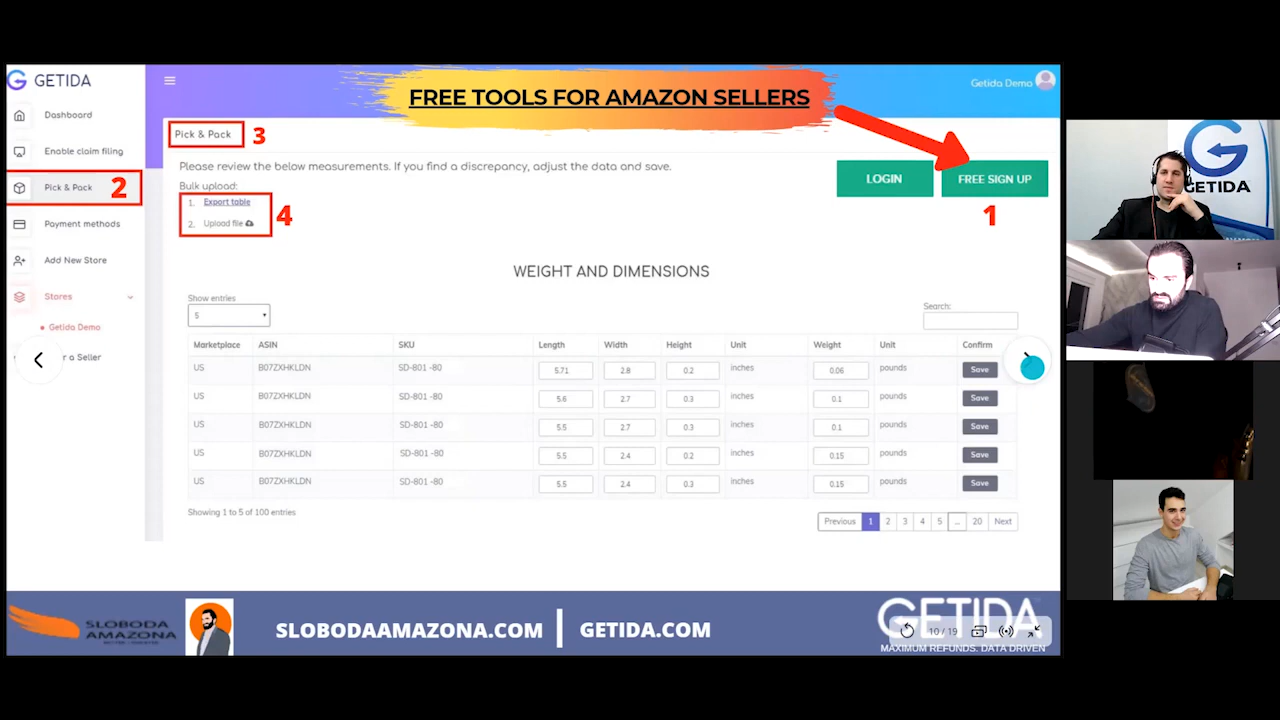 GETIDA
FREE TOOLS FOR AMAZON SELLERS
Getida Demo
Dashboard
Enable claim filing
Pick & Pack 2
Payment methods
Add New Store
Stores
Getida Demo
r a Seller
Pick & Pack 3
Please review the below measurements. If you find a discrepancy, adjust the data and save.
Bulk upload:
1. Export table
2. Upload file
4
LOGIN
FREE SIGN UP
1
WEIGHT AND DIMENSIONS
Show entries
5
Search:
Marketplace ASIN SKU Length Width Height Unit Weight Unit Confirm
US B07ZXHKLDN SD-801 -80 5.71 2.8 0.2 inches 0.06 pounds Save
US B07ZXHKLDN SD-801 -80 5.6 2.7 0.3 inches 0.1 pounds Save
US B07ZXHKLDN SD-801 -80 5.5 2.7 0.3 inches 0.1 pounds Save
US B07ZXHKLDN SD-801 -80 5.5 2.4 0.2 inches 0.15 pounds Save
US B07ZXHKLDN SD-801 -80 5.5 2.4 0.3 inches 0.15 pounds Save
Showing 1 to 5 of 100 entries
Previous 1 2 3 4 5 ... 20 Next
SLOBODA
AMAZONA
SLOBODAAMAZONA.COM | GETIDA.COM
GETIDA
10 / 19
MAXIMUM REFUNDS. DATA DRIVEN
GETIDA